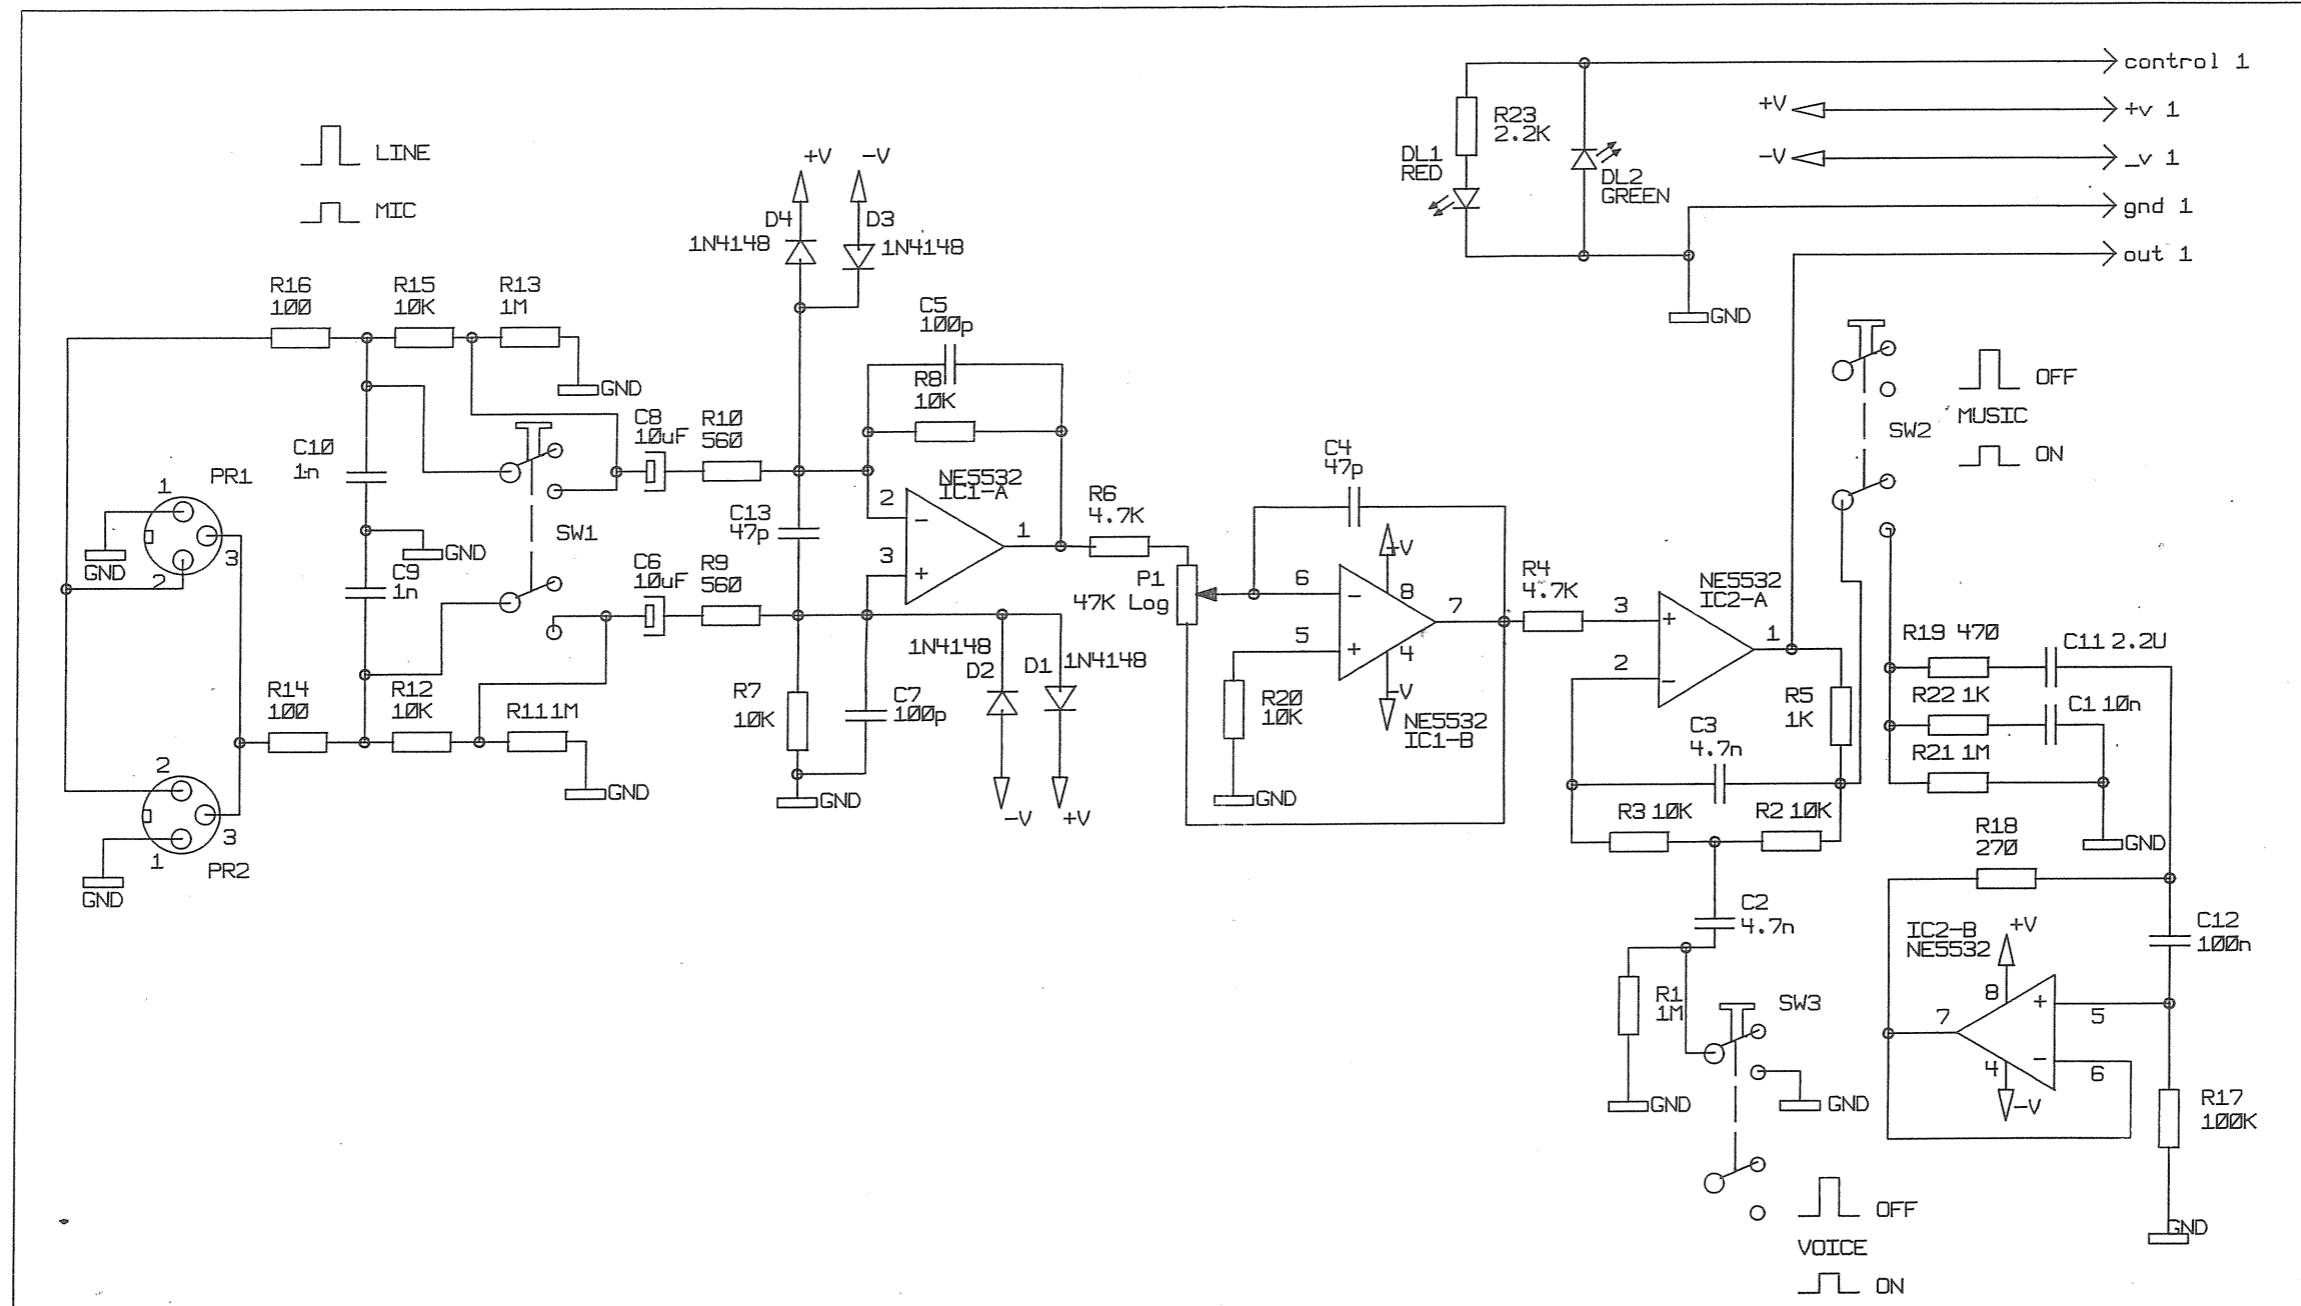 control 1
+V
+v 1
-V
_v 1
gnd 1
out 1
R23
2.2K
DL1
RED
DL2
GREEN
GND
LINE
MIC
+V
-V
D4
1N4148
D3
1N4148
R16
100
R15
10K
R13
1M
GND
C10
1n
GND
C9
1n
SW1
PR1
1
2
3
GND
PR2
2
3
1
GND
R14
100
R12
10K
R11 1M
GND
C8
10uF
R10
560
C13
47p
C6
10uF
R9
560
C5
100p
R8
10K
NE5532
IC1-A
2
3
1
-
+
R7
10K
C7
100p
GND
1N4148
D2
D1
1N4148
-V
+V
R6
4.7K
P1
47K Log
C4
47p
6
5
7
-
+
+V
8
4
-V
NE5532
IC1-B
R20
10K
GND
R4
4.7K
NE5532
IC2-A
3
2
1
+
-
R5
1K
C3
4.7n
R3 10K
R2 10K
C2
4.7n
R1
1M
GND
SW3
GND
OFF
VOICE
ON
SW2
OFF
MUSIC
ON
R19 470
C11 2.2U
R22 1K
C1 10n
R21 1M
GND
R18
270
IC2-B
NE5532
+V
8
7
4
-V
+
-
5
6
C12
100n
R17
100K
GND